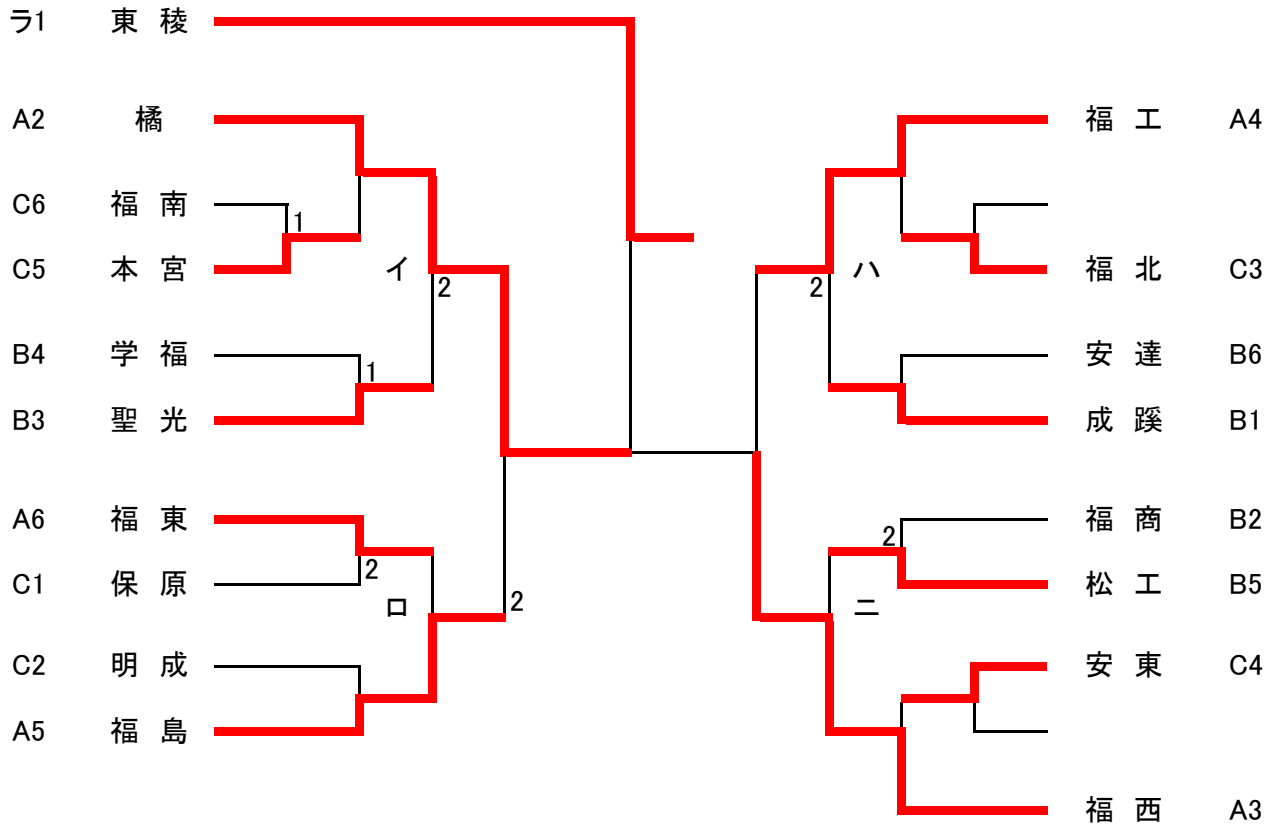 ラ1 東 稜
A2 橘
福 工 A4
C6 福 南
1
C5 本 宮
イ
2
ハ
2
福 北 C3
B4 学 福
1
安 達 B6
B3 聖 光
成 蹊 B1
A6 福 東
福 商 B2
2
C1 保 原
2
松 工 B5
ロ
2
ニ
C2 明 成
安 東 C4
A5 福 島
福 西 A3